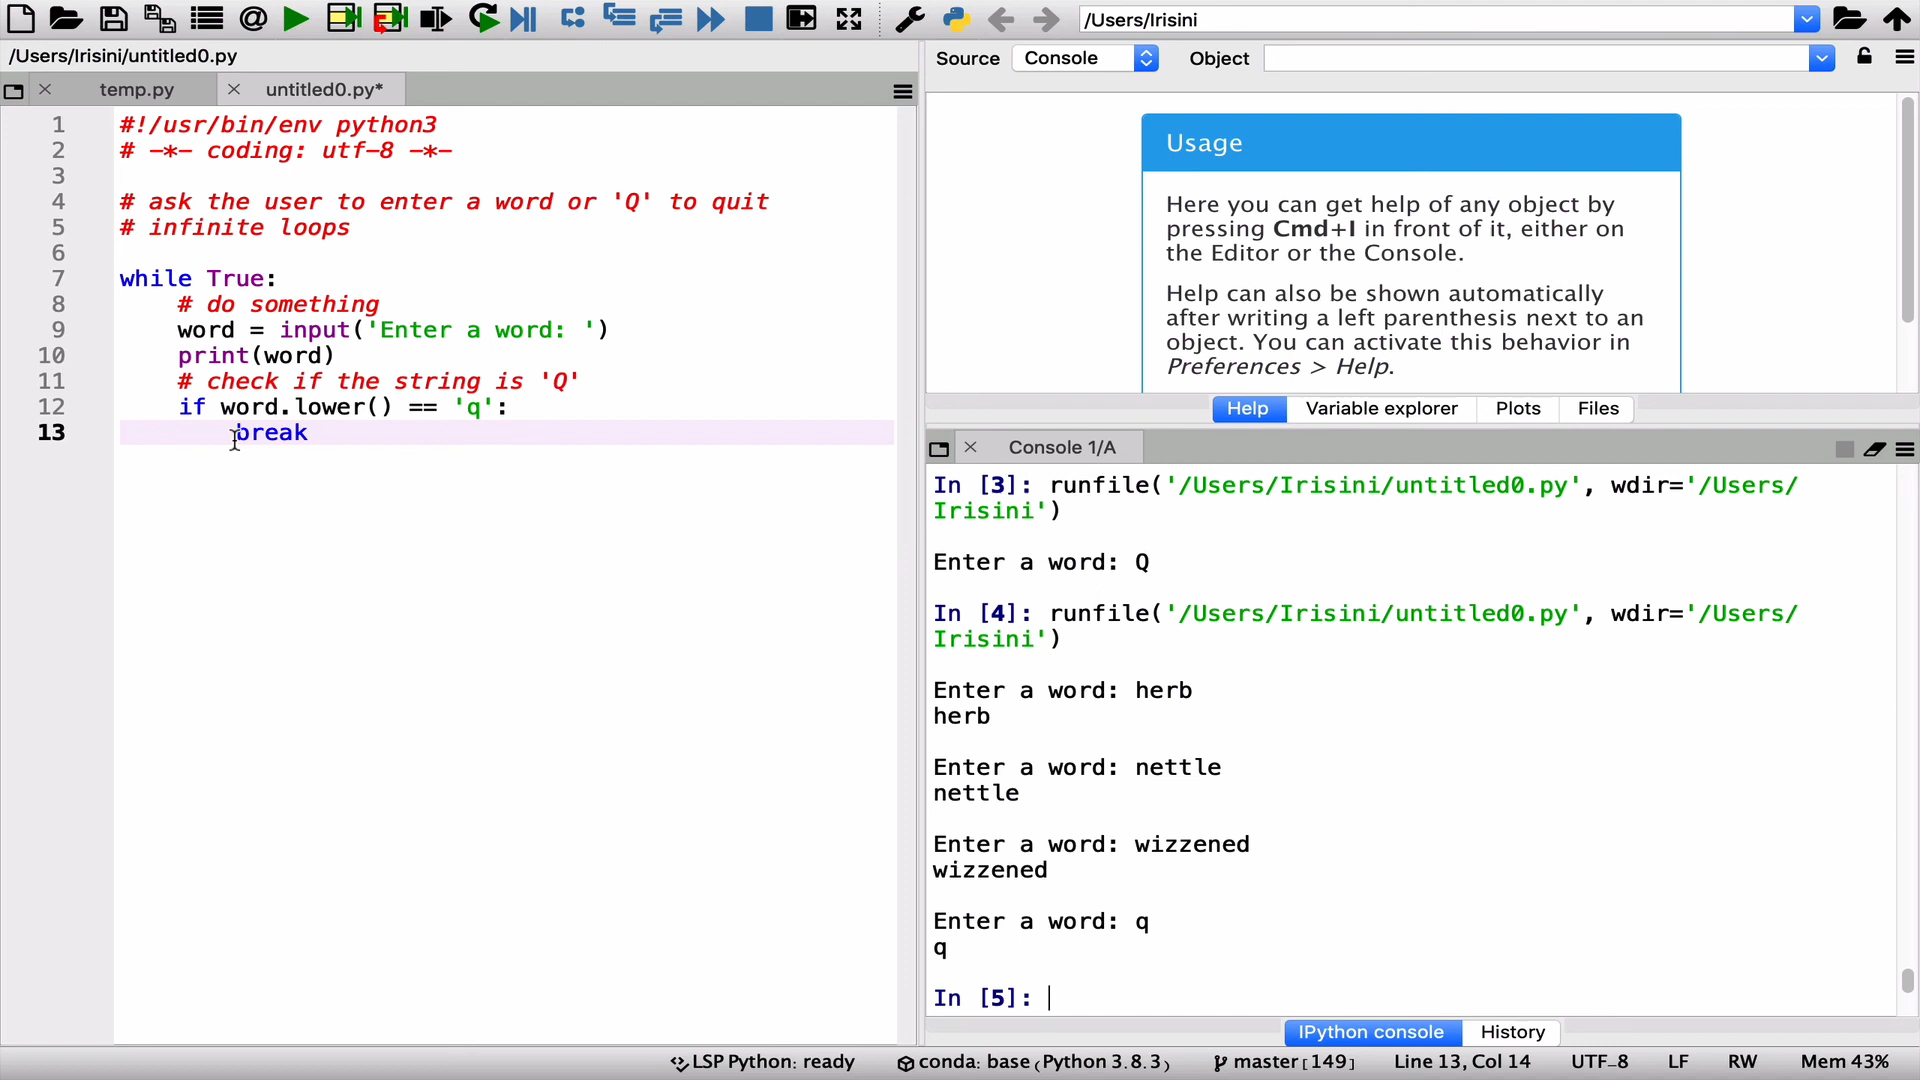 /Users/Irisini
/Users/Irisini/untitled0.py
temp.py
untitled0.py*
1 #!/usr/bin/env python3
2 # -*- coding: utf-8 -*-
3
4 # ask the user to enter a word or 'Q' to quit
5 # infinite loops
6
7 while True:
8 # do something
9 word = input('Enter a word: ')
10 print(word)
11 # check if the string is 'Q'
12 if word.lower() == 'q':
13 break
Source Console Object
Usage
Here you can get help of any object by
pressing Cmd+I in front of it, either on
the Editor or the Console.
Help can also be shown automatically
after writing a left parenthesis next to an
object. You can activate this behavior in
Preferences > Help.
Help Variable explorer Plots Files
Console 1/A
In [3]: runfile('/Users/Irisini/untitled0.py', wdir='/Users/
Irisini')
Enter a word: Q
In [4]: runfile('/Users/Irisini/untitled0.py', wdir='/Users/
Irisini')
Enter a word: herb
herb
Enter a word: nettle
nettle
Enter a word: wizzened
wizzened
Enter a word: q
q
In [5]:
IPython console History
LSP Python: ready conda: base (Python 3.8.3) master [149] Line 13, Col 14 UTF-8 LF RW Mem 43%